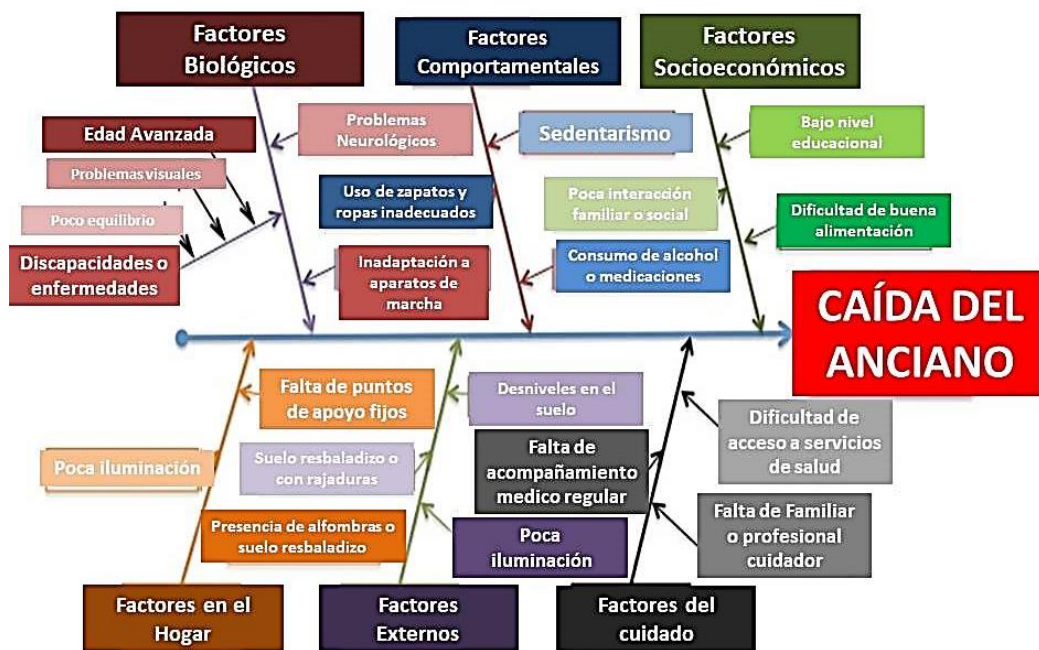 Factores
Biológicos
Factores
Comportamentales
Factores
Socioeconómicos
Edad Avanzada
Problemas visuales
Poco equilibrio
Discapacidades o
enfermedades
Problemas
Neurológicos
Inadaptación a
aparatos de
marcha
Sedentarismo
Uso de zapatos y
ropas inadecuados
Consumo de alcohol
o medicaciones
Bajo nivel
educacional
Poca interacción
familiar o social
Dificultad de buena
alimentación
CAÍDA DEL
ANCIANO
Falta de puntos
de apoyo fijos
Poca iluminación
Presencia de alfombras o
suelo resbaladizo
Desniveles en el
suelo
Suelo resbaladizo o
con rajaduras
Poca
iluminación
Dificultad de
acceso a servicios
de salud
Falta de
acompañamiento
medico regular
Falta de Familiar
o profesional
cuidador
Factores en el
Hogar
Factores
Externos
Factores del
cuidado